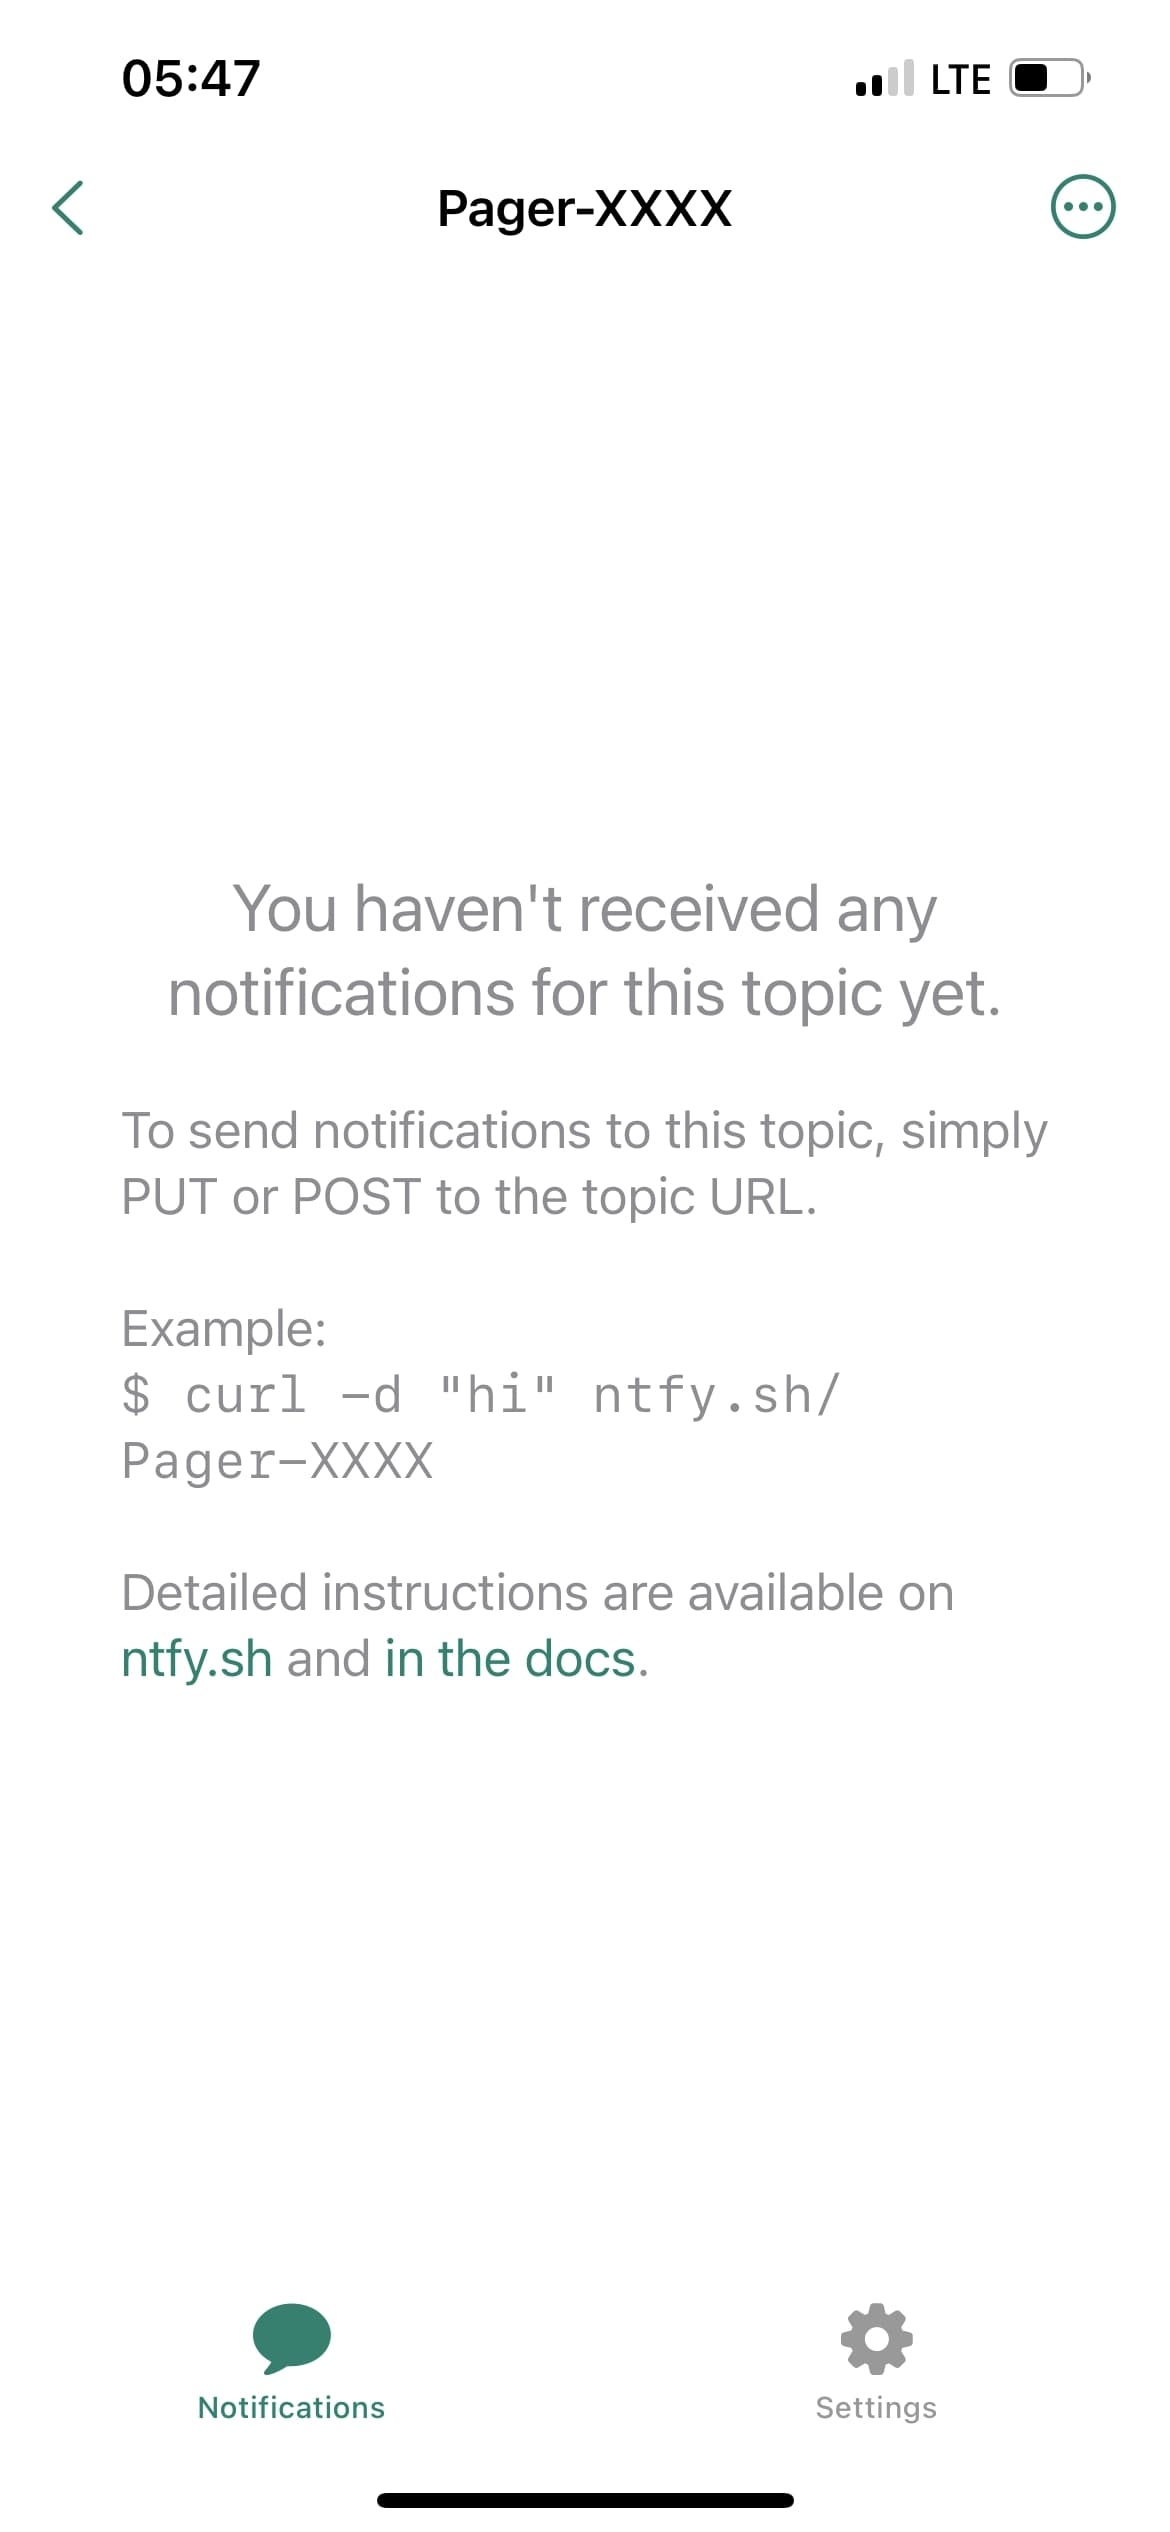 05:47
LTE
Pager-XXXX
You haven't received any
notifications for this topic yet.
To send notifications to this topic, simply
PUT or POST to the topic URL.
Example:
$ curl -d "hi" ntfy.sh/
Pager-XXXX
Detailed instructions are available on
ntfy.sh and in the docs.
Notifications
Settings